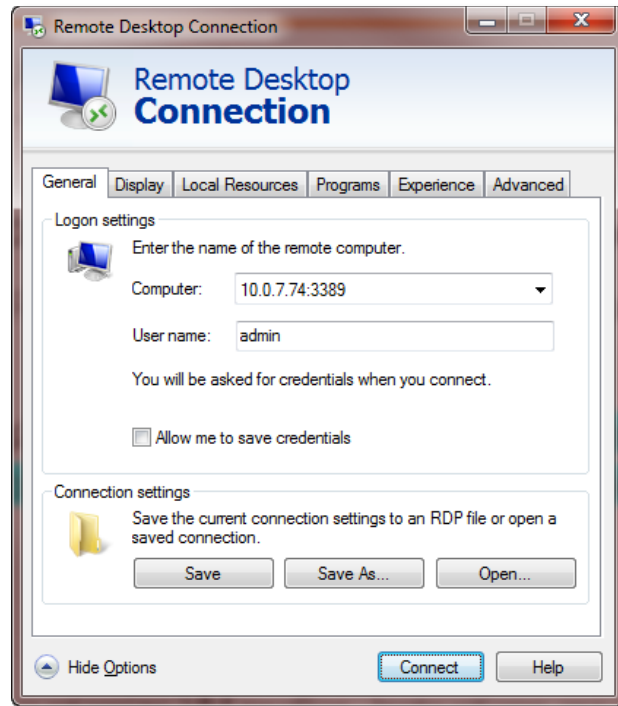 Remote Desktop Connection
Remote Desktop
Connection
General Display Local Resources Programs Experience Advanced
Logon settings
Enter the name of the remote computer.
Computer: 10.0.7.74:3389
User name: admin
You will be asked for credentials when you connect.
Allow me to save credentials
Connection settings
Save the current connection settings to an RDP file or open a
saved connection.
Save Save As... Open...
Hide Options Connect Help